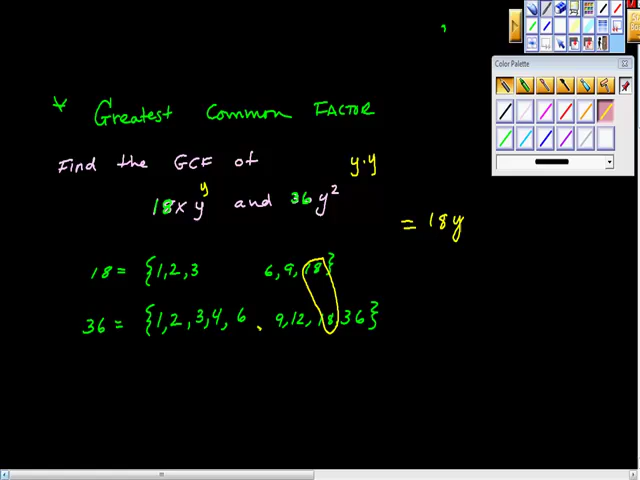 * Greatest Common FACTOR
Find the GCF of y·y
y
18xy and 36y²
= 18y
18 = {1,2,3 6,9,18}
36 = {1,2,3,4,6 . 9,12,18,36}
Color Palette